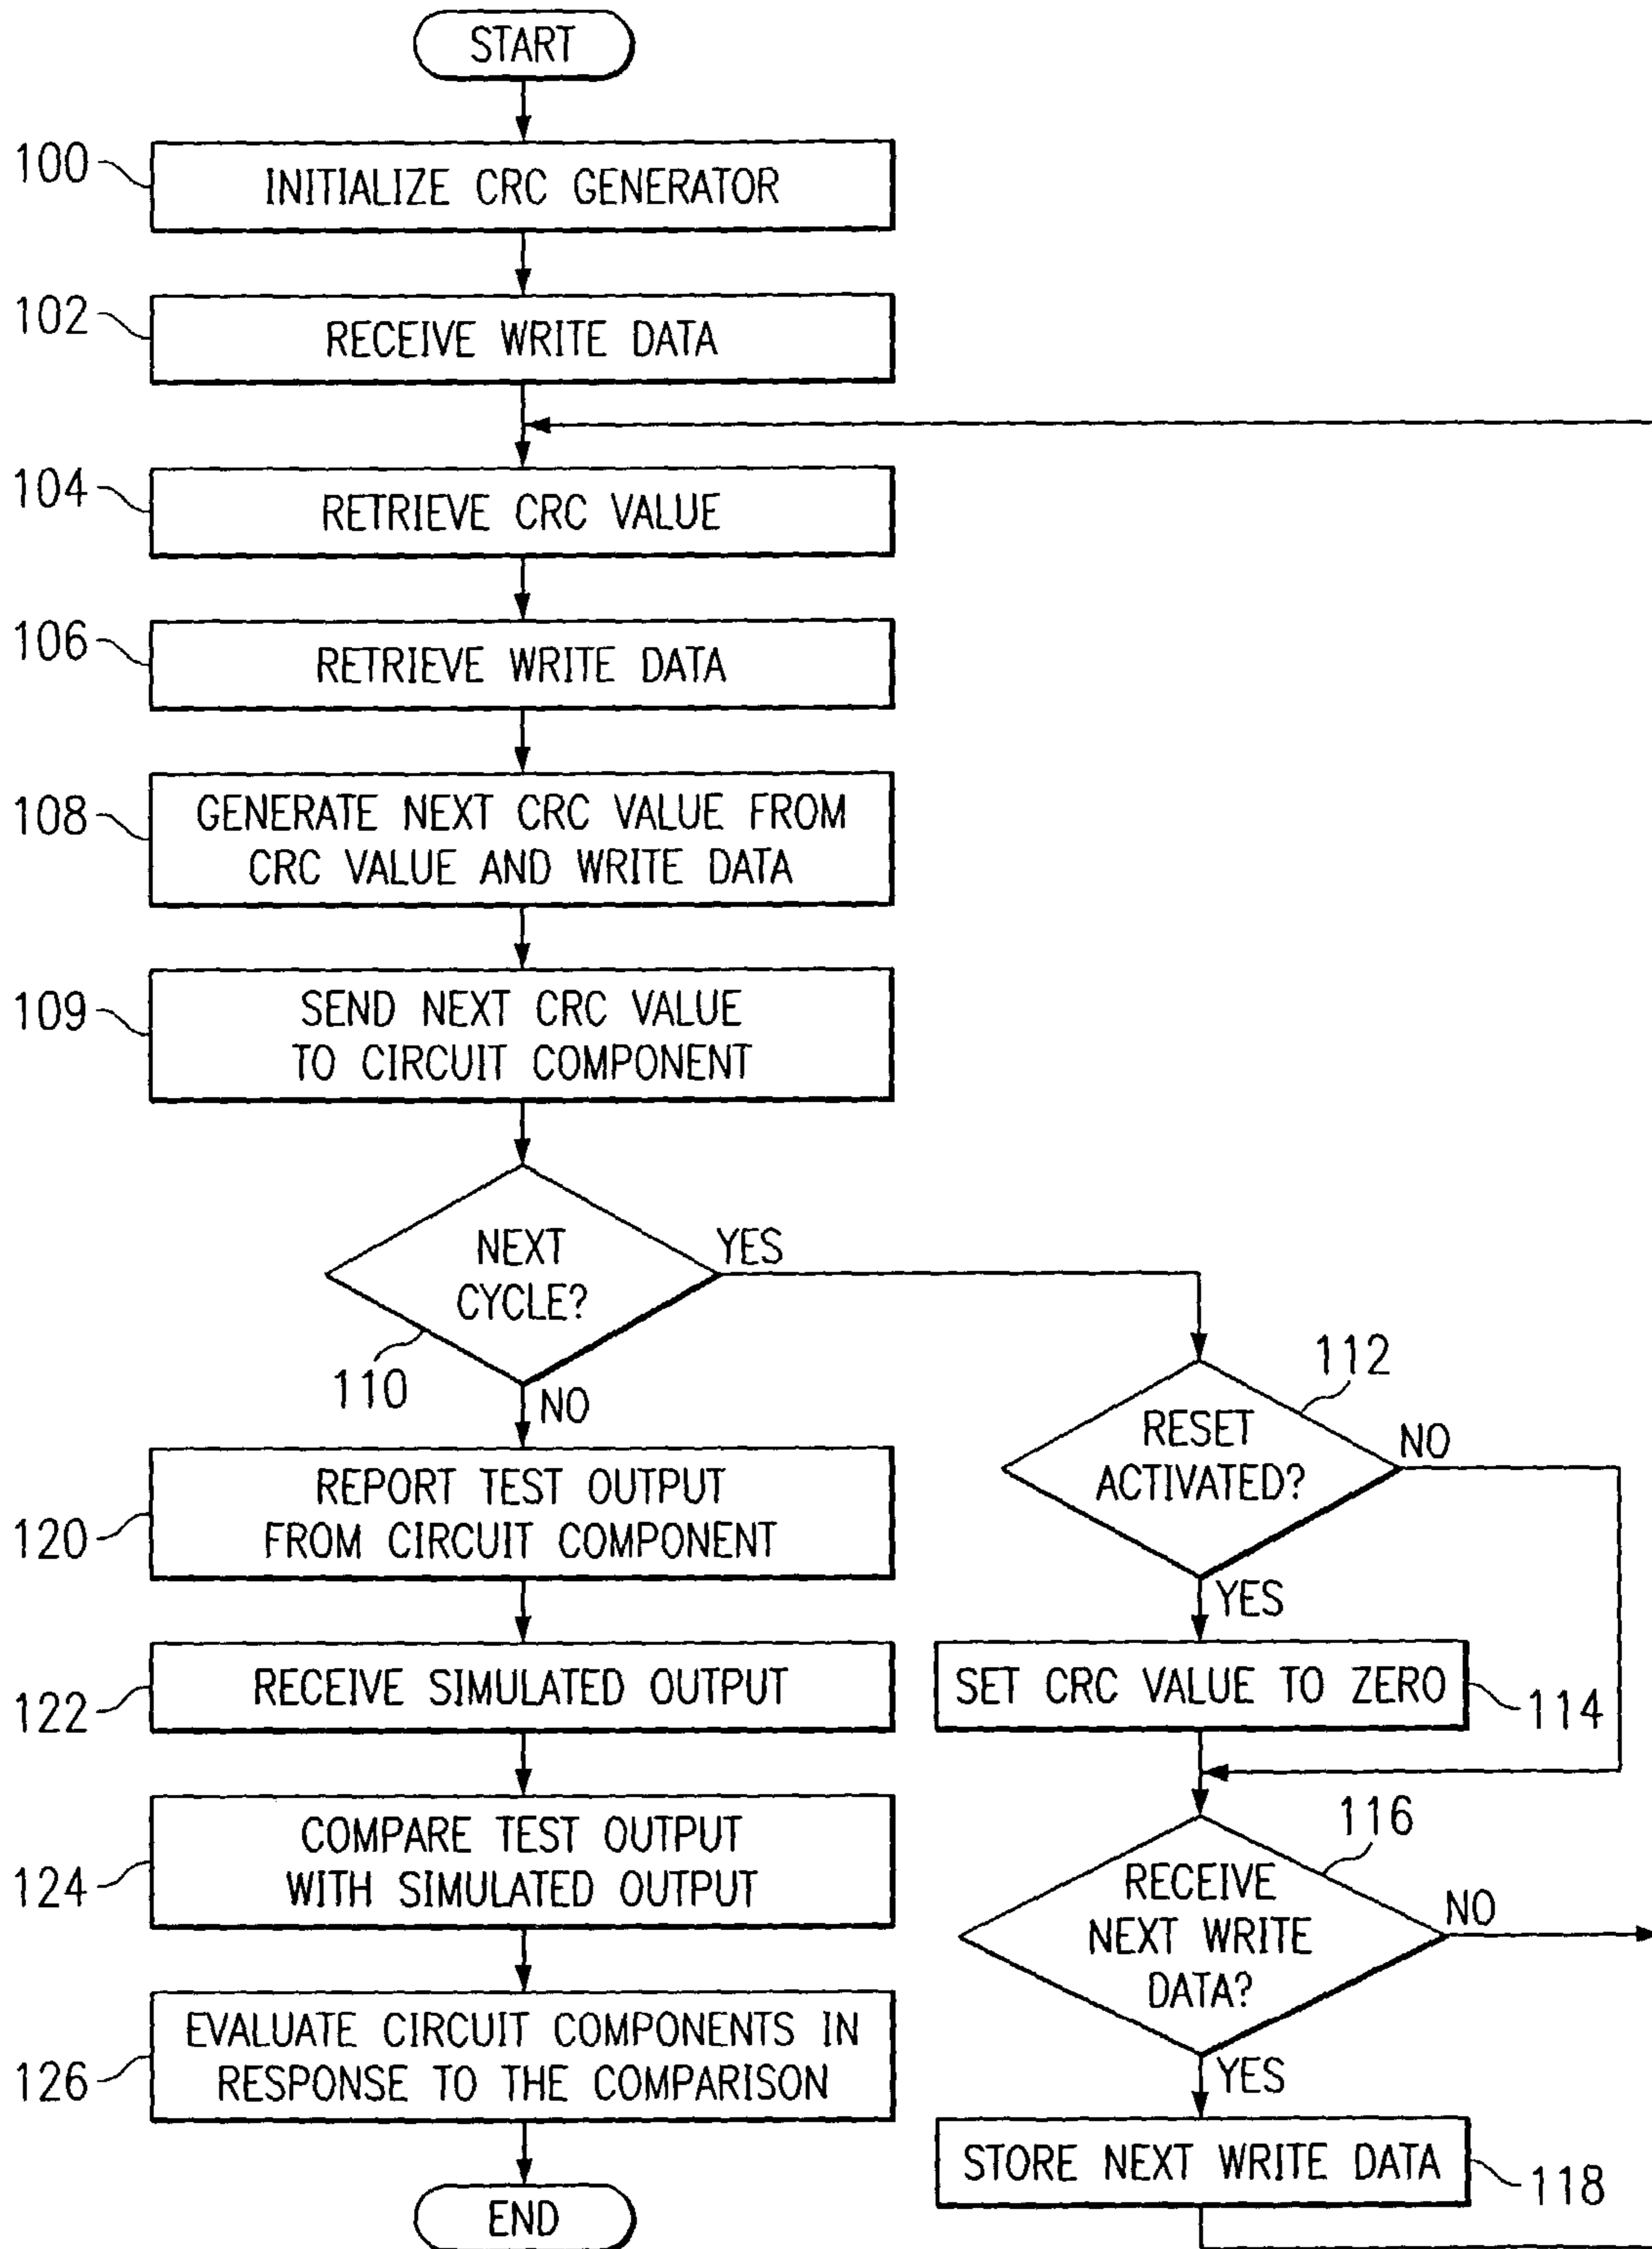 START
100
INITIALIZE CRC GENERATOR
102
RECEIVE WRITE DATA
104
RETRIEVE CRC VALUE
106
RETRIEVE WRITE DATA
108
GENERATE NEXT CRC VALUE FROM
CRC VALUE AND WRITE DATA
109
SEND NEXT CRC VALUE
TO CIRCUIT COMPONENT
NEXT
CYCLE?
YES
110
NO
112
RESET
ACTIVATED?
NO
YES
SET CRC VALUE TO ZERO
114
116
RECEIVE
NEXT WRITE
DATA?
NO
YES
STORE NEXT WRITE DATA
118
REPORT TEST OUTPUT
FROM CIRCUIT COMPONENT
120
RECEIVE SIMULATED OUTPUT
122
COMPARE TEST OUTPUT
WITH SIMULATED OUTPUT
124
EVALUATE CIRCUIT COMPONENTS IN
RESPONSE TO THE COMPARISON
126
END